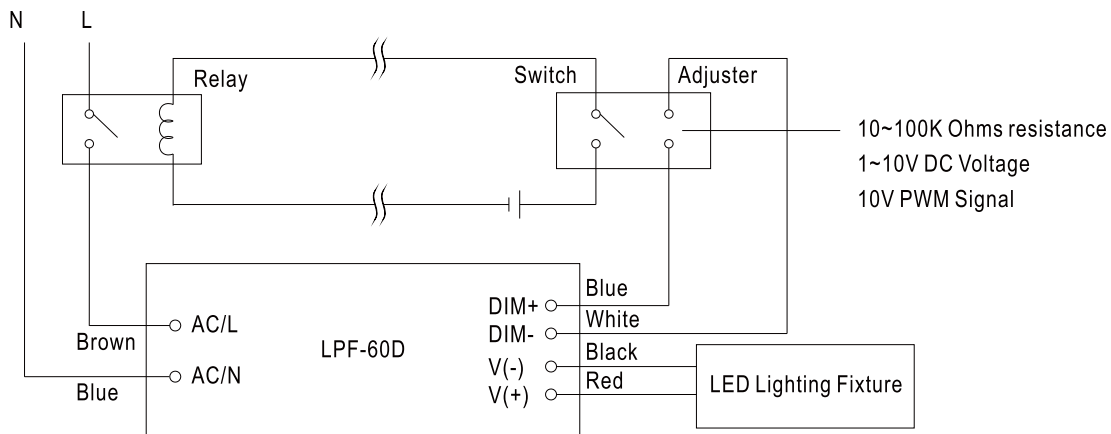 N
L
Relay
Switch
Adjuster
10~100K Ohms resistance
1~10V DC Voltage
10V PWM Signal
Brown
Blue
AC/L
AC/N
LPF-60D
DIM+
DIM-
V(-)
V(+)
Blue
White
Black
Red
LED Lighting Fixture